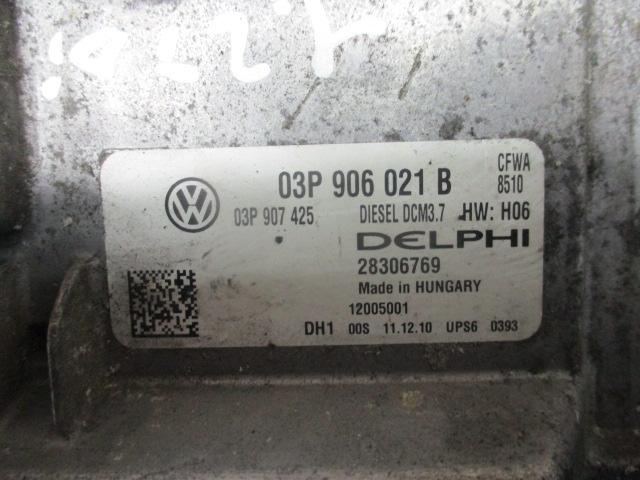 03P 906 021 B
CFWA
8510
03P 907 425 DIESEL DCM3.7 HW: H06
DELPHI
28306769
Made in HUNGARY
12005001
DH1 00S 11.12.10 UPS6 0393